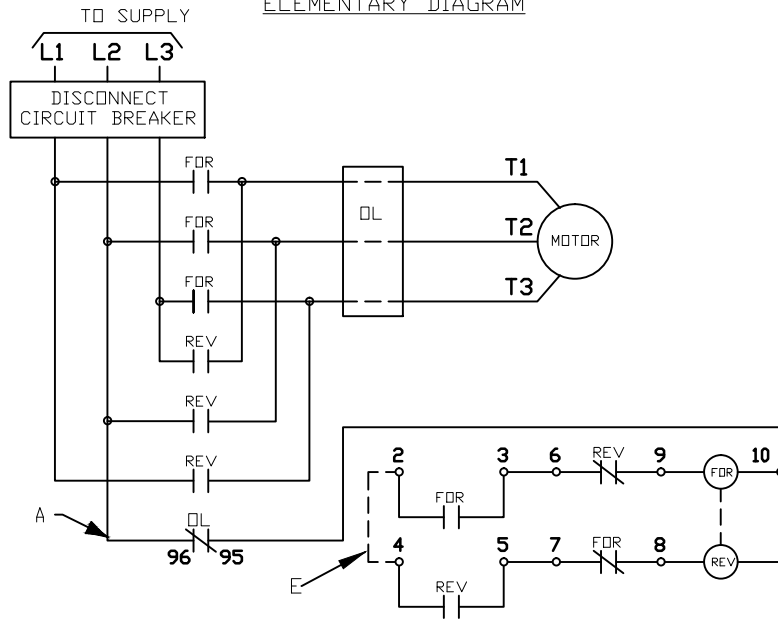 ELEMENTARY DIAGRAM
TO SUPPLY
L1 L2 L3
DISCONNECT
CIRCUIT BREAKER
FOR
T1
OL
FOR
T2
MOTOR
FOR
T3
REV
REV
REV
2 3 6 REV 9 FOR 10
FOR
A
OL
96 95
4 5 7 FOR 8 REV
E
REV